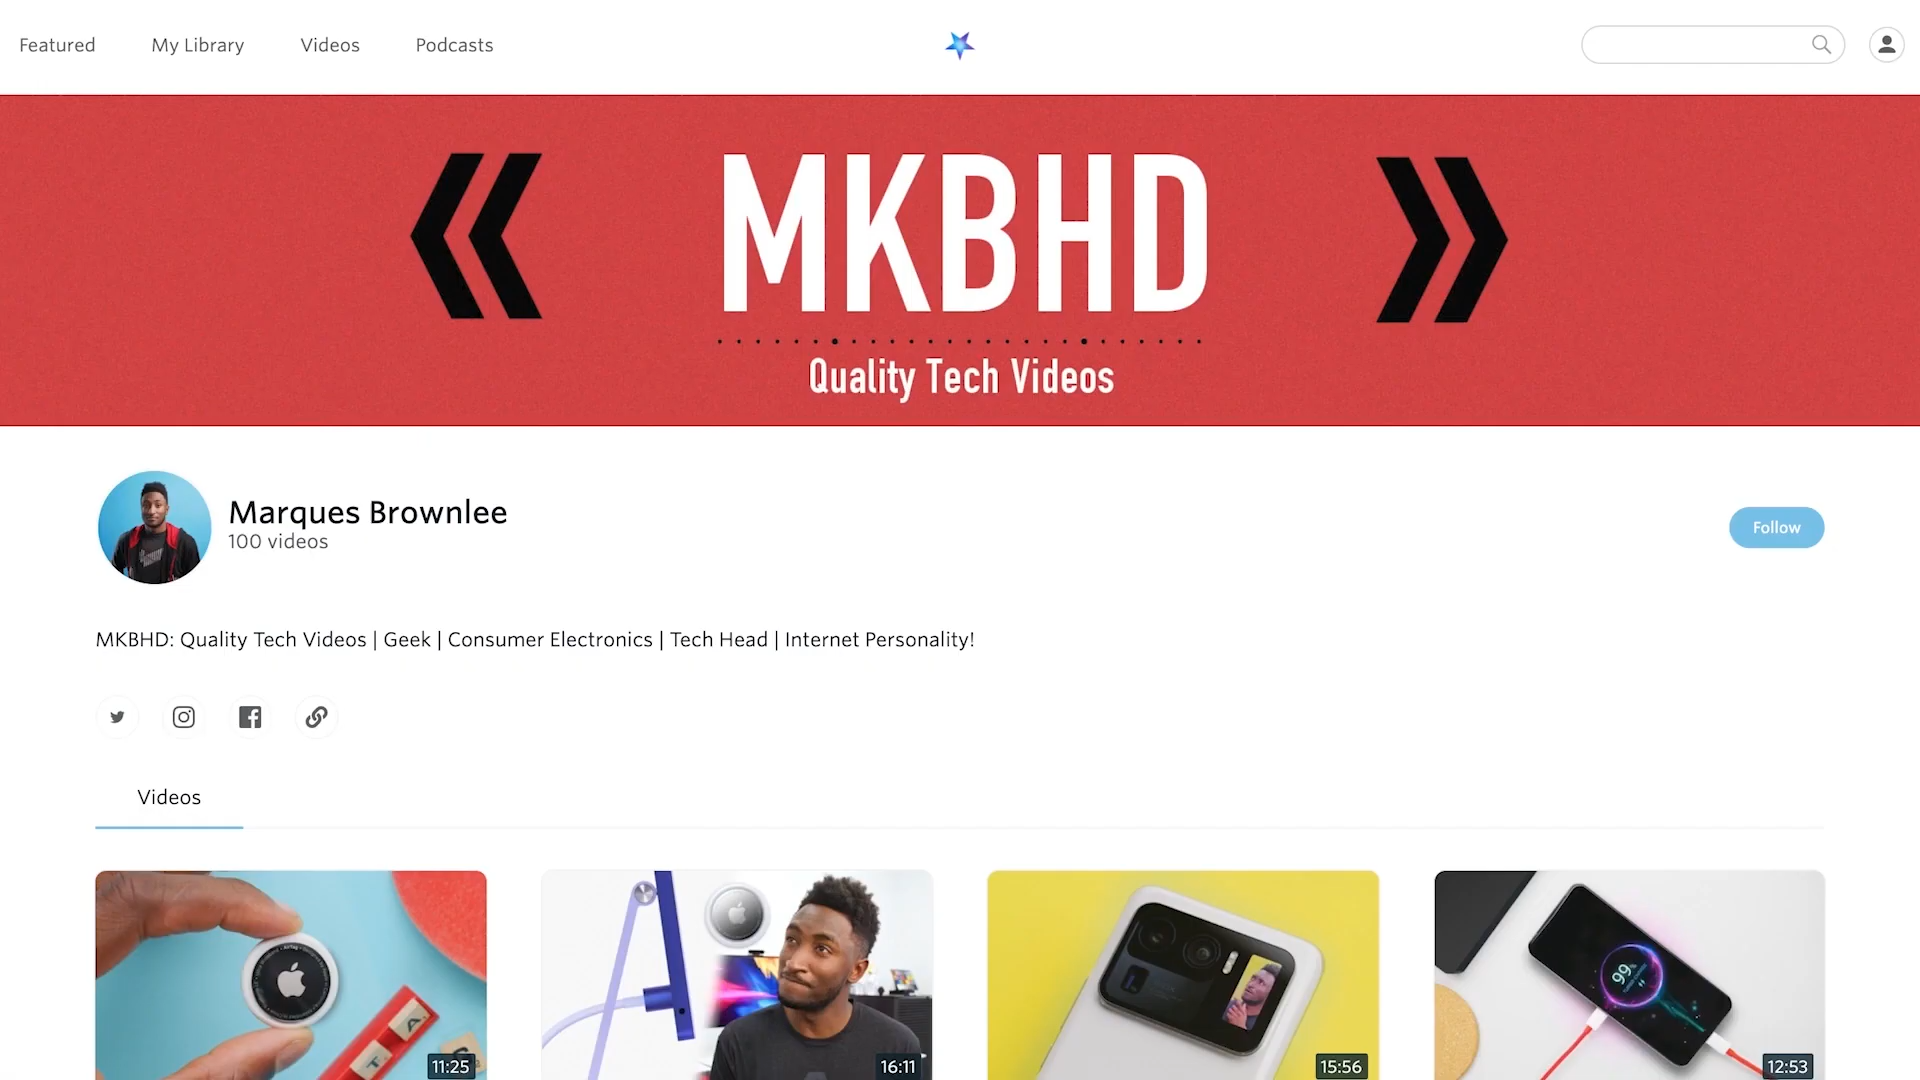 Featured
My Library
Videos
Podcasts
MKBHD
Quality Tech Videos
Marques Brownlee
100 videos
Follow
MKBHD: Quality Tech Videos | Geek | Consumer Electronics | Tech Head | Internet Personality!
Videos
A
T
11:25
16:11
99%
15:56
12:53